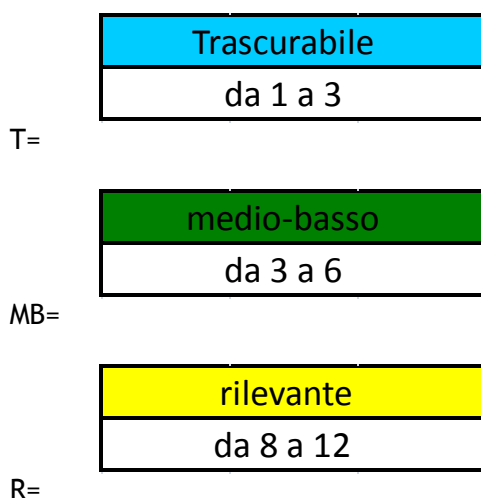 Trascurabile
da 1 a 3
T=
medio-basso
da 3 a 6
MB=
rilevante
da 8 a 12
R=